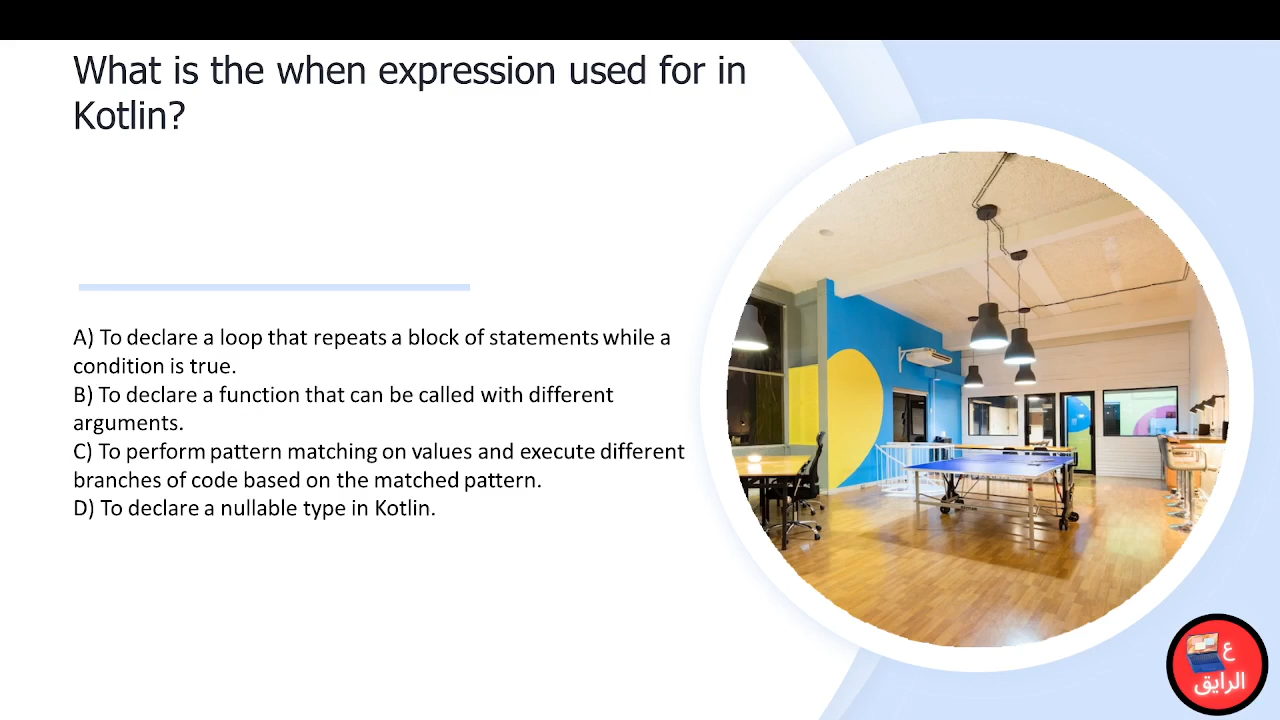 What is the when expression used for in
Kotlin?
A) To declare a loop that repeats a block of statements while a
condition is true.
B) To declare a function that can be called with different
arguments.
C) To perform pattern matching on values and execute different
branches of code based on the matched pattern.
D) To declare a nullable type in Kotlin.
ع
الرايق